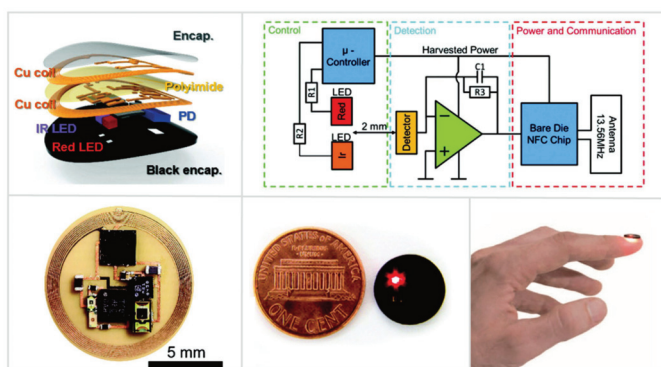 Encap.
Cu coil
Polyimide
Cu coil
IR LED
PD
Red LED
Black encap.
Control
Detection
Power and Communication
μ -
Controller
Harvested Power
C1
R3
R1
LED
Red
R2
2 mm
LED
Ir
Detector
Bare Die
NFC Chip
Antenna
13.56MHz
5 mm
UNITED STATES OF AMERICA
ONE CENT